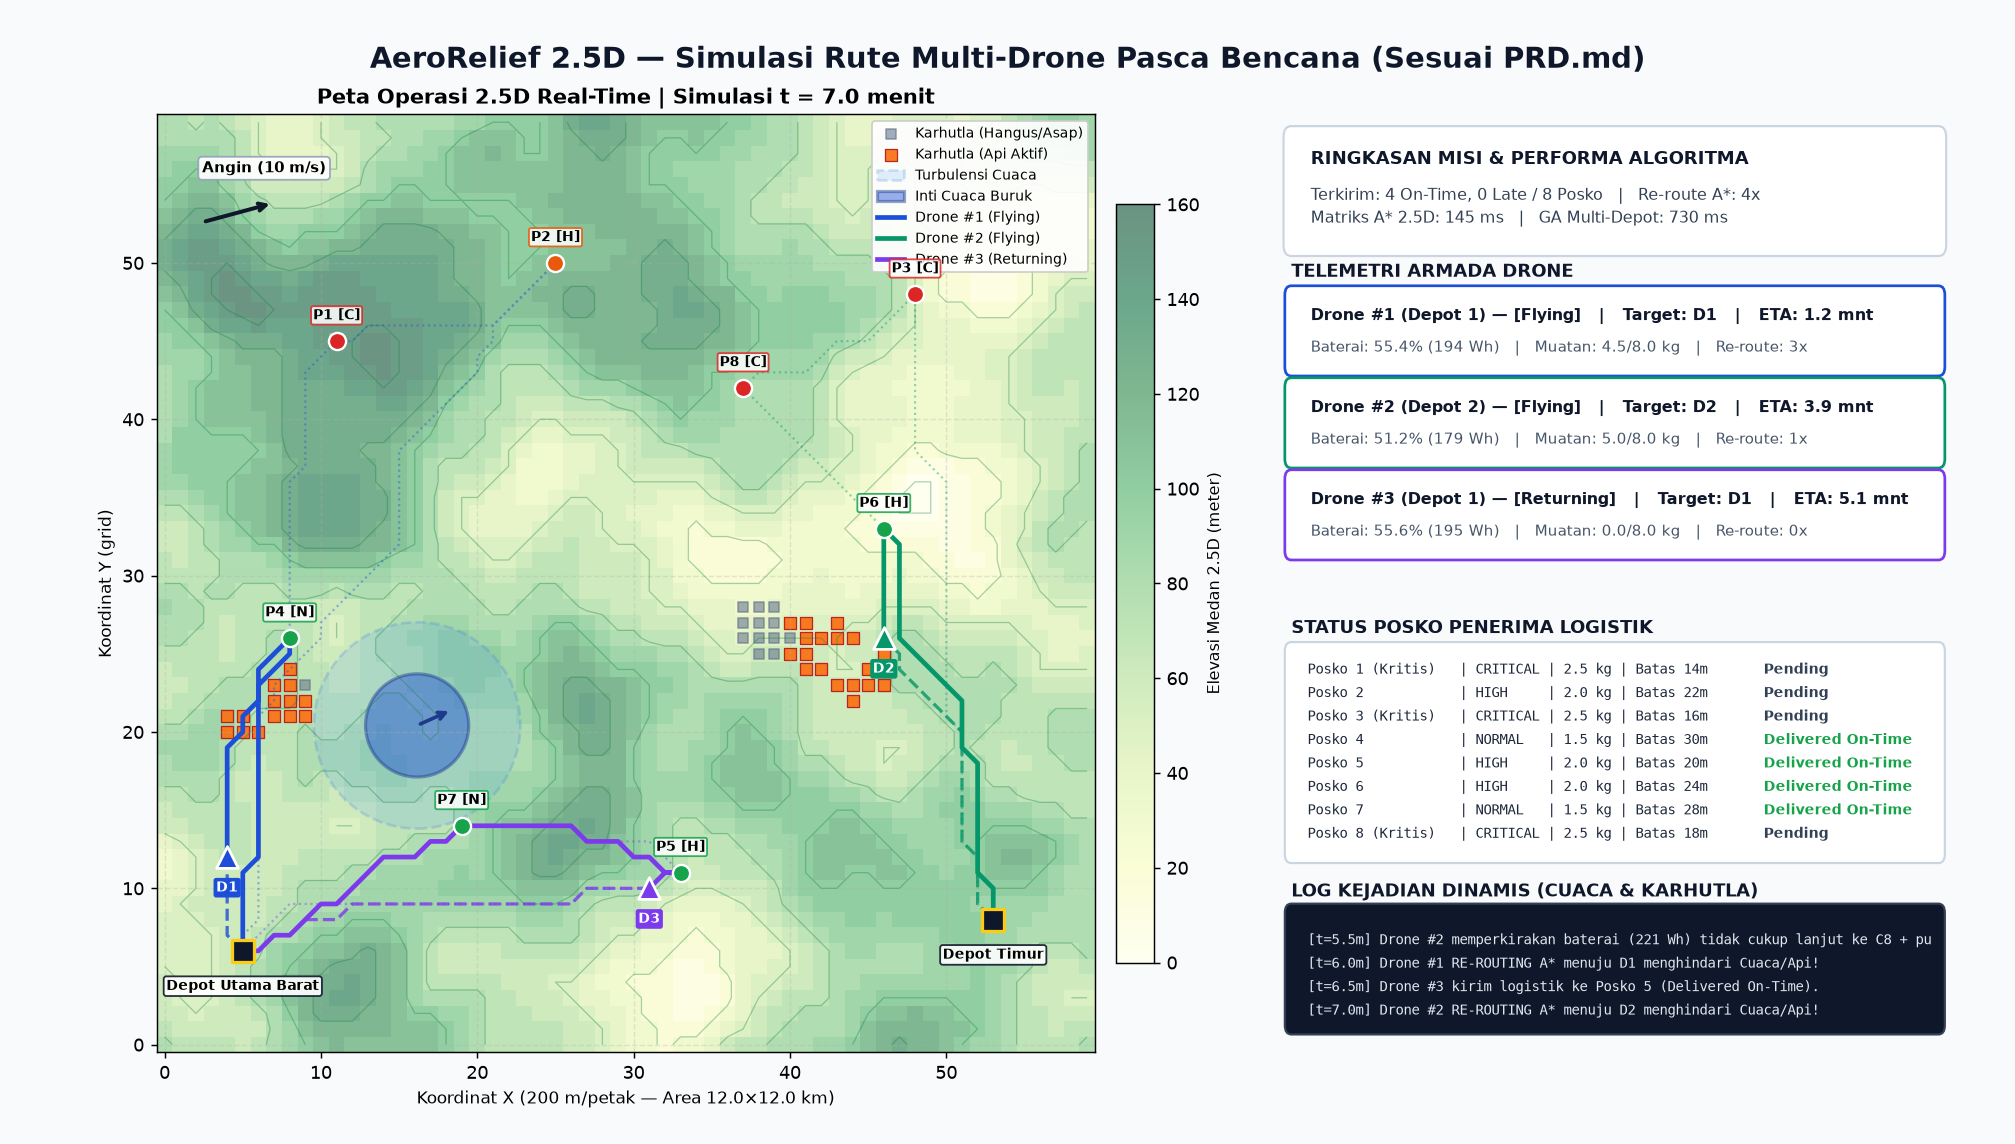 AeroRelief 2.5D — Simulasi Rute Multi-Drone Pasca Bencana (Sesuai PRD.md)
Peta Operasi 2.5D Real-Time | Simulasi t = 7.0 menit
Angin (10 m/s)
Karhutla (Hangus/Asap)
Karhutla (Api Aktif)
Turbulensi Cuaca
Inti Cuaca Buruk
Drone #1 (Flying)
Drone #2 (Flying)
Drone #3 (Returning)
P1 [C]
P2 [H]
P3 [C]
P8 [C]
P6 [H]
P4 [N]
P7 [N]
P5 [H]
D1
D2
D3
Depot Utama Barat
Depot Timur
Koordinat Y (grid)
50
40
30
20
10
0
0 10 20 30 40 50
Koordinat X (200 m/petak — Area 12.0×12.0 km)
160
140
120
100
80
60
40
20
0
Elevasi Medan 2.5D (meter)
RINGKASAN MISI & PERFORMA ALGORITMA
Terkirim: 4 On-Time, 0 Late / 8 Posko | Re-route A*: 4x
Matriks A* 2.5D: 145 ms | GA Multi-Depot: 730 ms
TELEMETRI ARMADA DRONE
Drone #1 (Depot 1) — [Flying] | Target: D1 | ETA: 1.2 mnt
Baterai: 55.4% (194 Wh) | Muatan: 4.5/8.0 kg | Re-route: 3x
Drone #2 (Depot 2) — [Flying] | Target: D2 | ETA: 3.9 mnt
Baterai: 51.2% (179 Wh) | Muatan: 5.0/8.0 kg | Re-route: 1x
Drone #3 (Depot 1) — [Returning] | Target: D1 | ETA: 5.1 mnt
Baterai: 55.6% (195 Wh) | Muatan: 0.0/8.0 kg | Re-route: 0x
STATUS POSKO PENERIMA LOGISTIK
Posko 1 (Kritis) | CRITICAL | 2.5 kg | Batas 14m Pending
Posko 2 | HIGH | 2.0 kg | Batas 22m Pending
Posko 3 (Kritis) | CRITICAL | 2.5 kg | Batas 16m Pending
Posko 4 | NORMAL | 1.5 kg | Batas 30m Delivered On-Time
Posko 5 | HIGH | 2.0 kg | Batas 20m Delivered On-Time
Posko 6 | HIGH | 2.0 kg | Batas 24m Delivered On-Time
Posko 7 | NORMAL | 1.5 kg | Batas 28m Delivered On-Time
Posko 8 (Kritis) | CRITICAL | 2.5 kg | Batas 18m Pending
LOG KEJADIAN DINAMIS (CUACA & KARHUTLA)
[t=5.5m] Drone #2 memperkirakan baterai (221 Wh) tidak cukup lanjut ke C8 + pu
[t=6.0m] Drone #1 RE-ROUTING A* menuju D1 menghindari Cuaca/Api!
[t=6.5m] Drone #3 kirim logistik ke Posko 5 (Delivered On-Time).
[t=7.0m] Drone #2 RE-ROUTING A* menuju D2 menghindari Cuaca/Api!